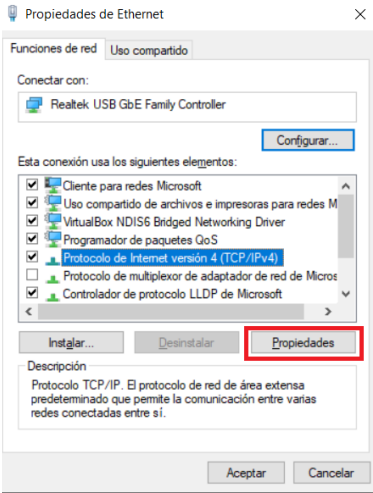 Propiedades de Ethernet
Funciones de red
Uso compartido
Conectar con:
Realtek USB GbE Family Controller
Configurar...
Esta conexión usa los siguientes elementos:
Cliente para redes Microsoft
Uso compartido de archivos e impresoras para redes M
VirtualBox NDIS6 Bridged Networking Driver
Programador de paquetes QoS
Protocolo de Internet versión 4 (TCP/IPv4)
Protocolo de multiplexor de adaptador de red de Micros
Controlador de protocolo LLDP de Microsoft
Instalar...
Desinstalar
Propiedades
Descripción
Protocolo TCP/IP. El protocolo de red de área extensa
predeterminado que permite la comunicación entre varias
redes conectadas entre sí.
Aceptar
Cancelar